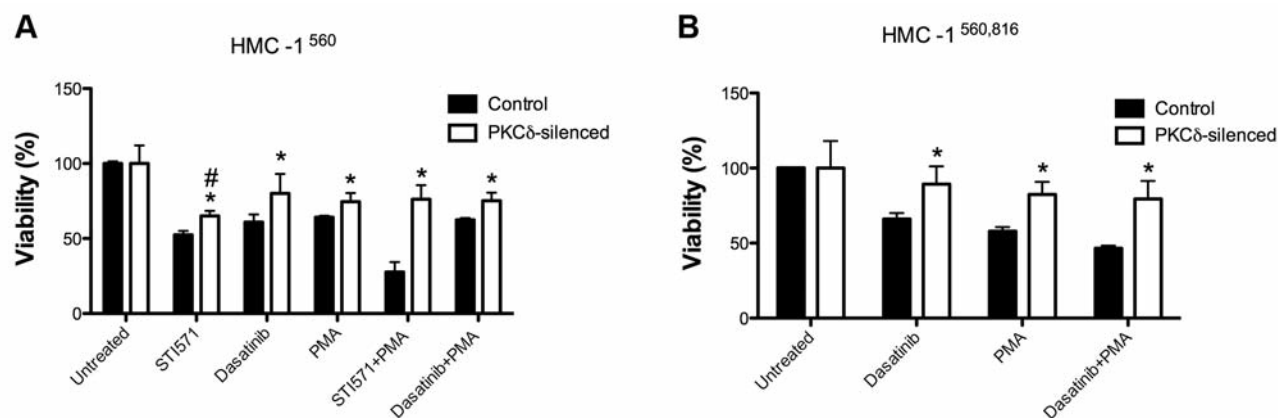 A
HMC -1 560
Viability (%)
150
100
50
0
Control
PKCδ-silenced
#
*
*
*
*
*
Untreated
STI571
Dasatinib
PMA
STI571+PMA
Dasatinib+PMA
B
HMC -1 560,816
Viability (%)
150
100
50
0
Control
PKCδ-silenced
*
*
*
Untreated
Dasatinib
PMA
Dasatinib+PMA